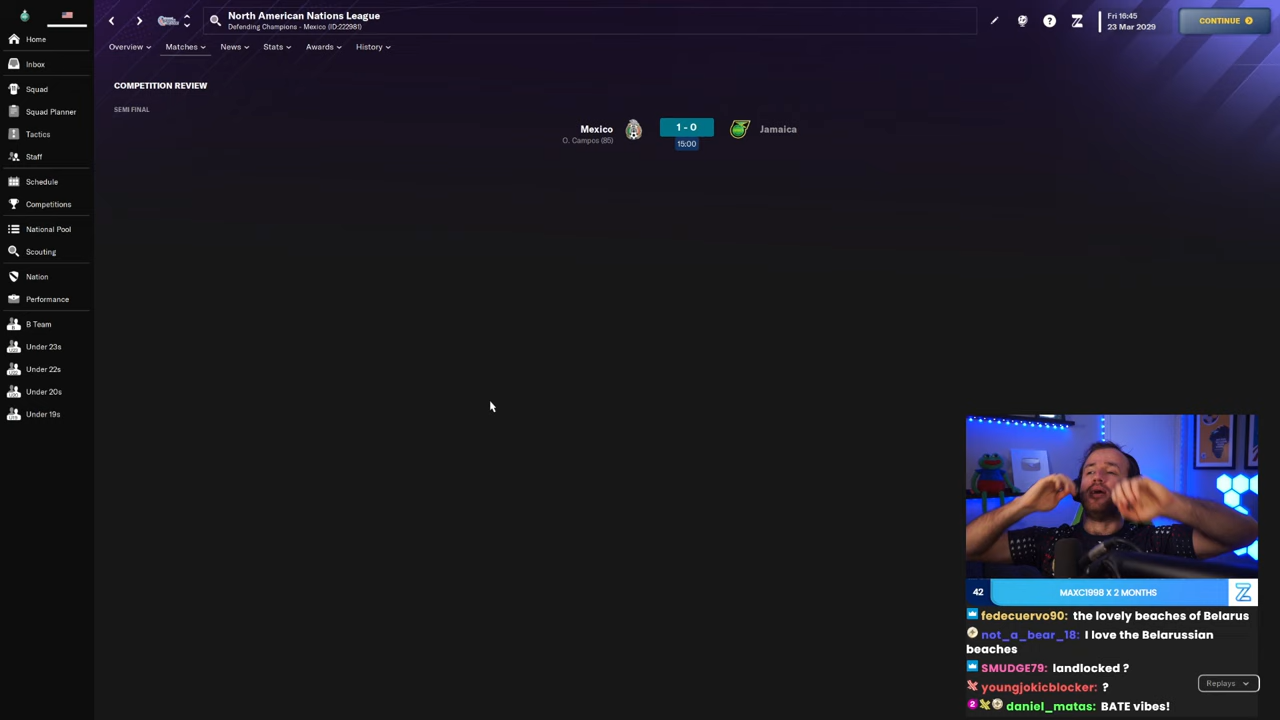 North American Nations League
Defending Champions - Mexico (ID:222981)
Fri 16:45
23 Mar 2029
CONTINUE
Overview
Matches
News
Stats
Awards
History
Home
Inbox
Squad
Squad Planner
Tactics
Staff
Schedule
Competitions
National Pool
Scouting
Nation
Performance
B Team
Under 23s
Under 22s
Under 20s
Under 19s
COMPETITION REVIEW
SEMI FINAL
Mexico
O. Campos (85)
1 - 0
15:00
Jamaica
42
MAXC1998 X 2 MONTHS
Z
fedecuervo90: the lovely beaches of Belarus
not_a_bear_18: I love the Belarussian
beaches
SMUDGE79: landlocked ?
youngjokicblocker: ?
daniel_matas: BATE vibes!
Replays